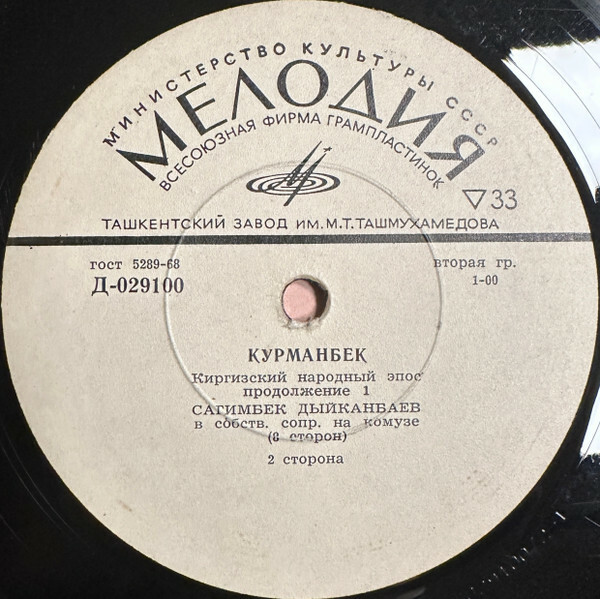 МИНИСТЕРСТВО КУЛЬТУРЫ СССР
МЕЛОДИЯ
ВСЕСОЮЗНАЯ ФИРМА ГРАМПЛАСТИНОК
▽33
ТАШКЕНТСКИЙ ЗАВОД ИМ. М.Т. ТАШМУХАМЕДОВА
гост 5289-68
вторая гр.
Д-029100
1-00
КУРМАНБЕК
Киргизский народный эпос
продолжение 1
САГИМБЕК ДЫЙКАНБАЕВ
в собств. сопр. на комузе
(8 сторон)
2 сторона